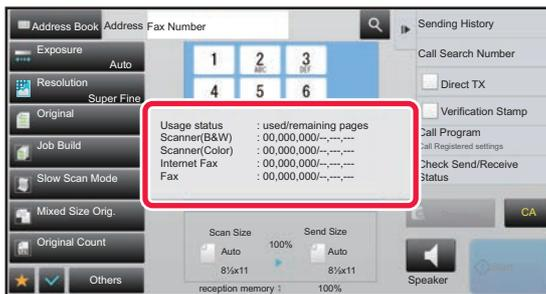 Address Book Address Fax Number
Sending History
Exposure
Auto
1 2 ABC 3 DEF
Call Search Number
Resolution
Super Fine
4 5 6
Direct TX
Original
Verification Stamp
Usage status : used/remaining pages
Scanner(B&W) : 00,000,000/--,---,---
Scanner(Color) : 00,000,000/--,---,---
Internet Fax : 00,000,000/--,---,---
Fax : 00,000,000/--,---,---
Call Program
Call Registered settings
Job Build
Check Send/Receive
Status
Slow Scan Mode
Mixed Size Orig.
CA
Scan Size Send Size
Original Count
Auto 100% Auto
8½x11 8½x11
Others
Speaker
Start
reception memory : 100%